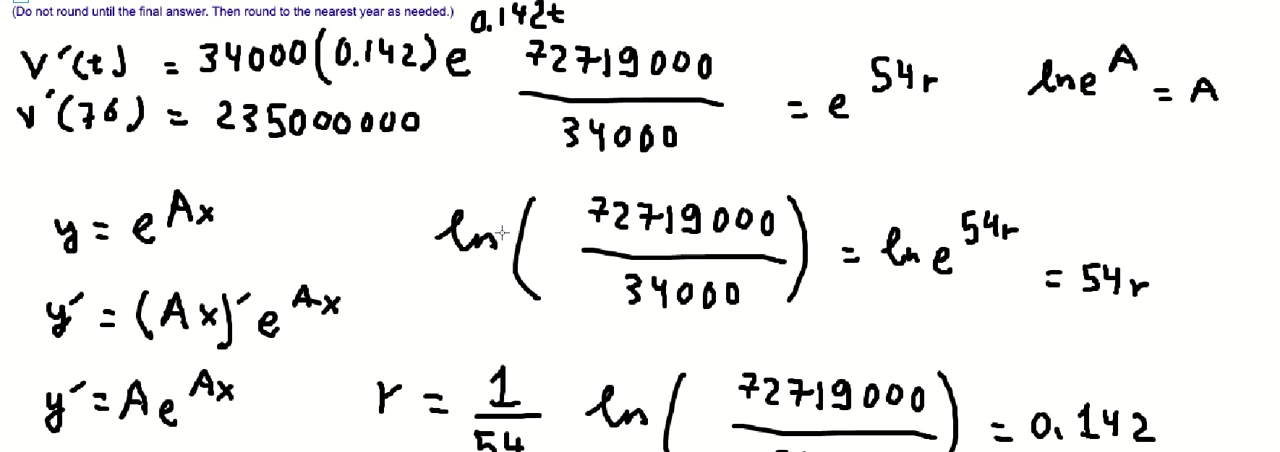 (Do not round until the final answer. Then round to the nearest year as needed.)
v'(t) = 34000(0.142)e^0.142t
v'(76) = 235000000
72719000 / 34000 = e^54r
lne^A = A
y = e^Ax
y' = (Ax)'e^Ax
y' = Ae^Ax
ln(72719000 / 34000) = ln e^54r = 54r
r = 1/54 ln(72719000 /) = 0.142